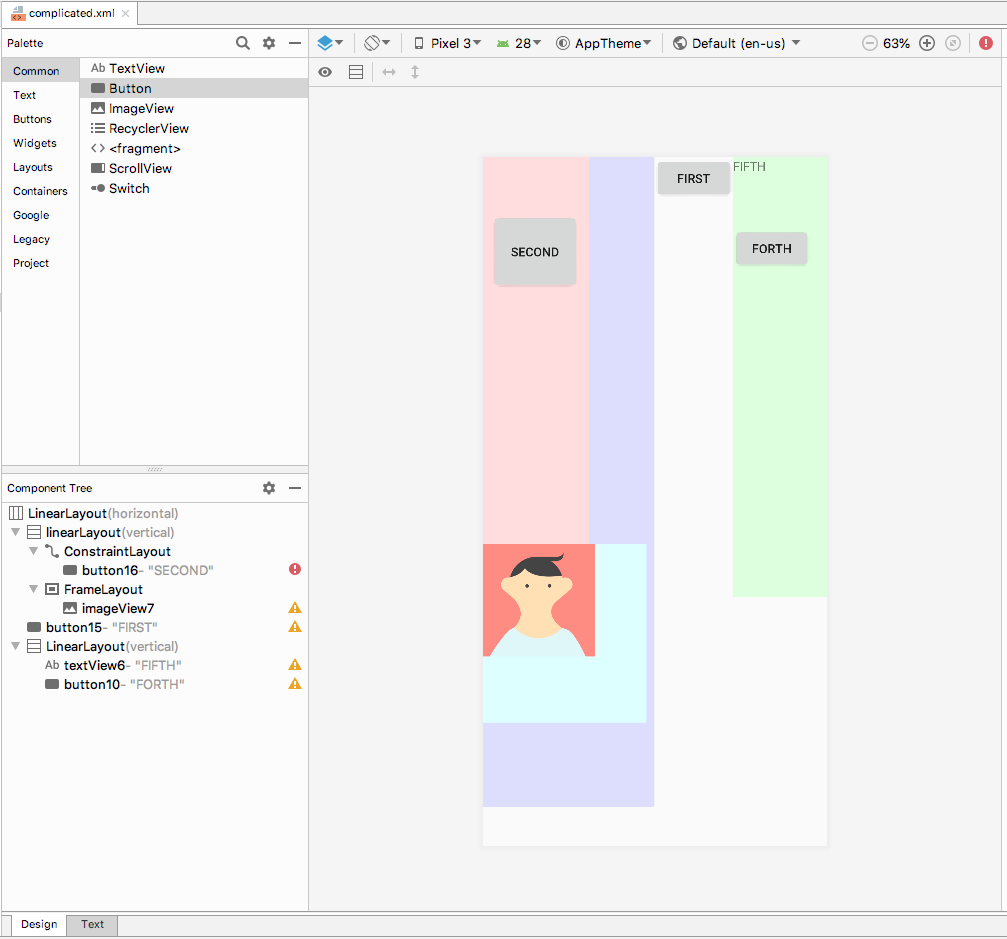 complicated.xml
Palette
Pixel 3
28
AppTheme
Default (en-us)
63%
Common
Text
Buttons
Widgets
Layouts
Containers
Google
Legacy
Project
Ab TextView
Button
ImageView
RecyclerView
<> <fragment>
ScrollView
Switch
FIRST
FIFTH
SECOND
FORTH
Component Tree
LinearLayout(horizontal)
linearLayout(vertical)
ConstraintLayout
button16- "SECOND"
FrameLayout
imageView7
button15- "FIRST"
LinearLayout(vertical)
Ab textView6- "FIFTH"
button10- "FORTH"
Design Text